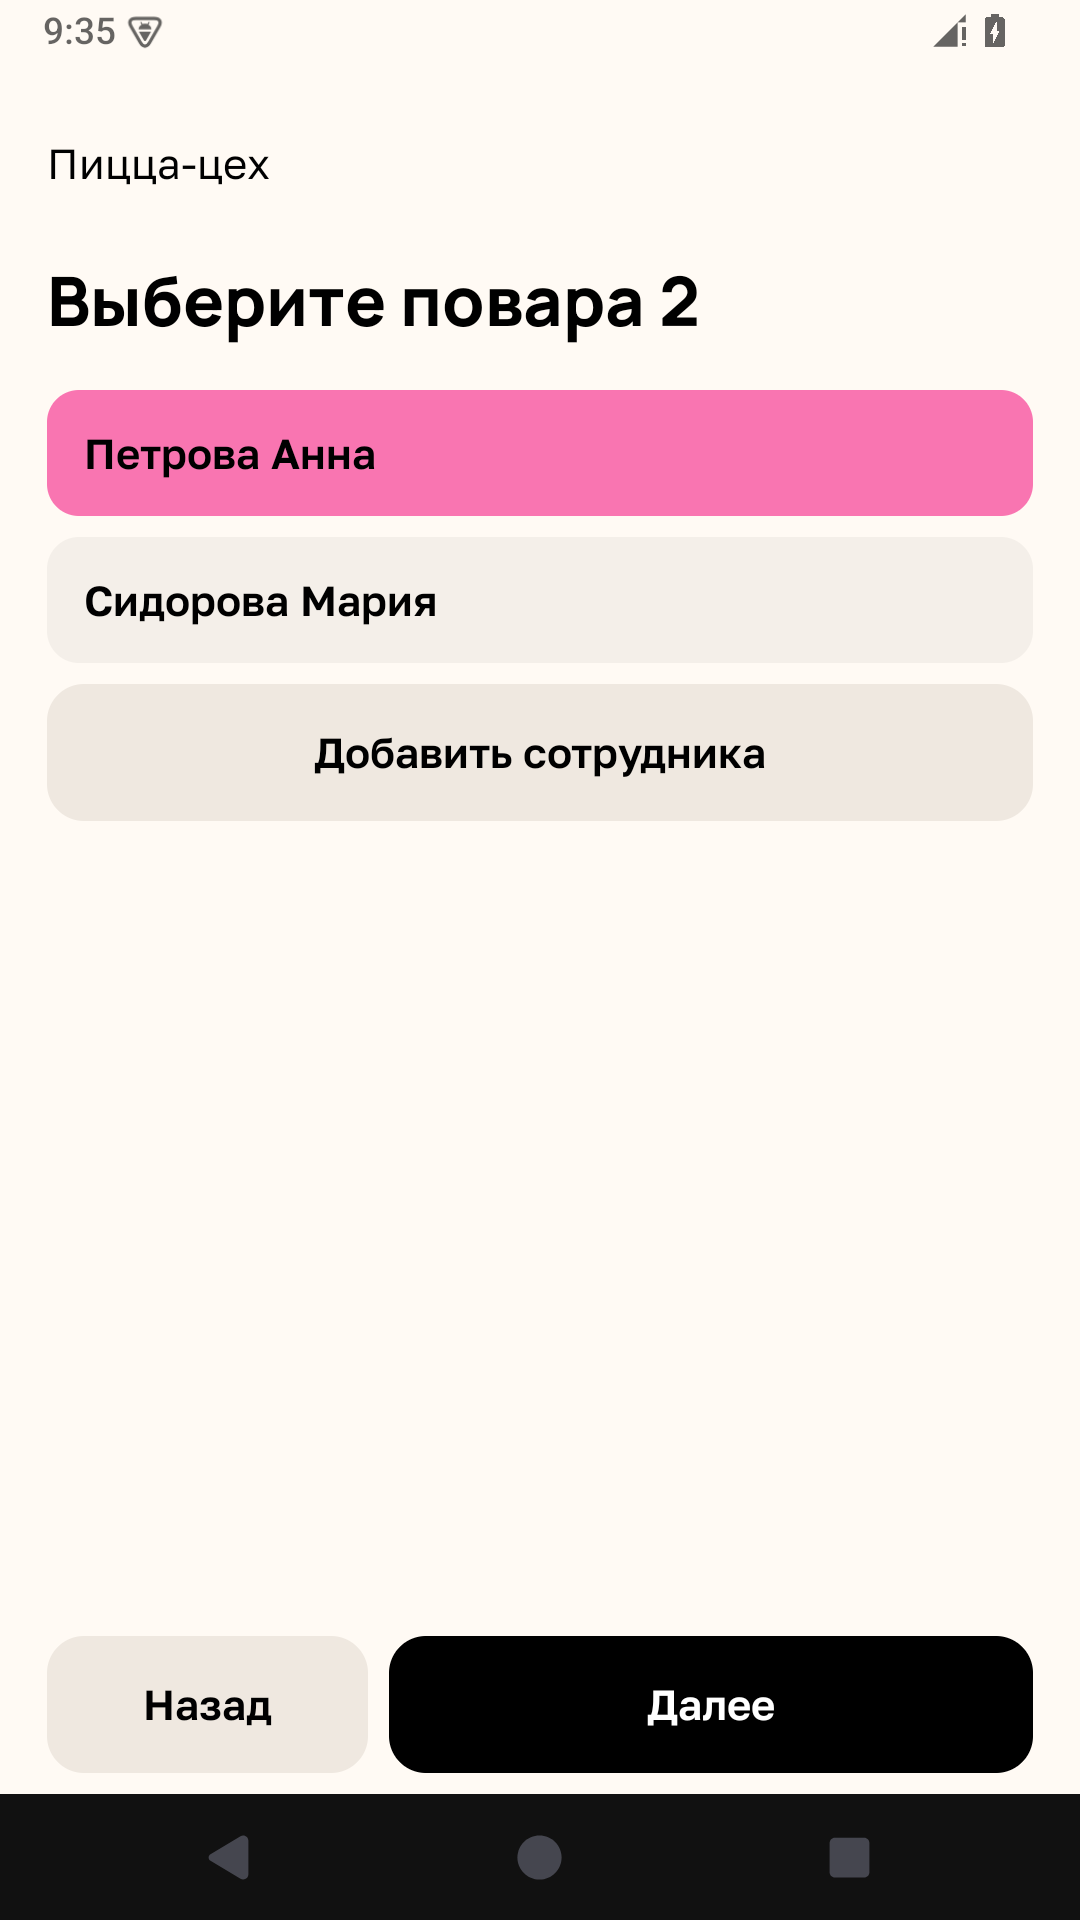 9:35
Пицца-цех
Выберите повара 2
Петрова Анна
Сидорова Мария
Добавить сотрудника
Назад
Далее